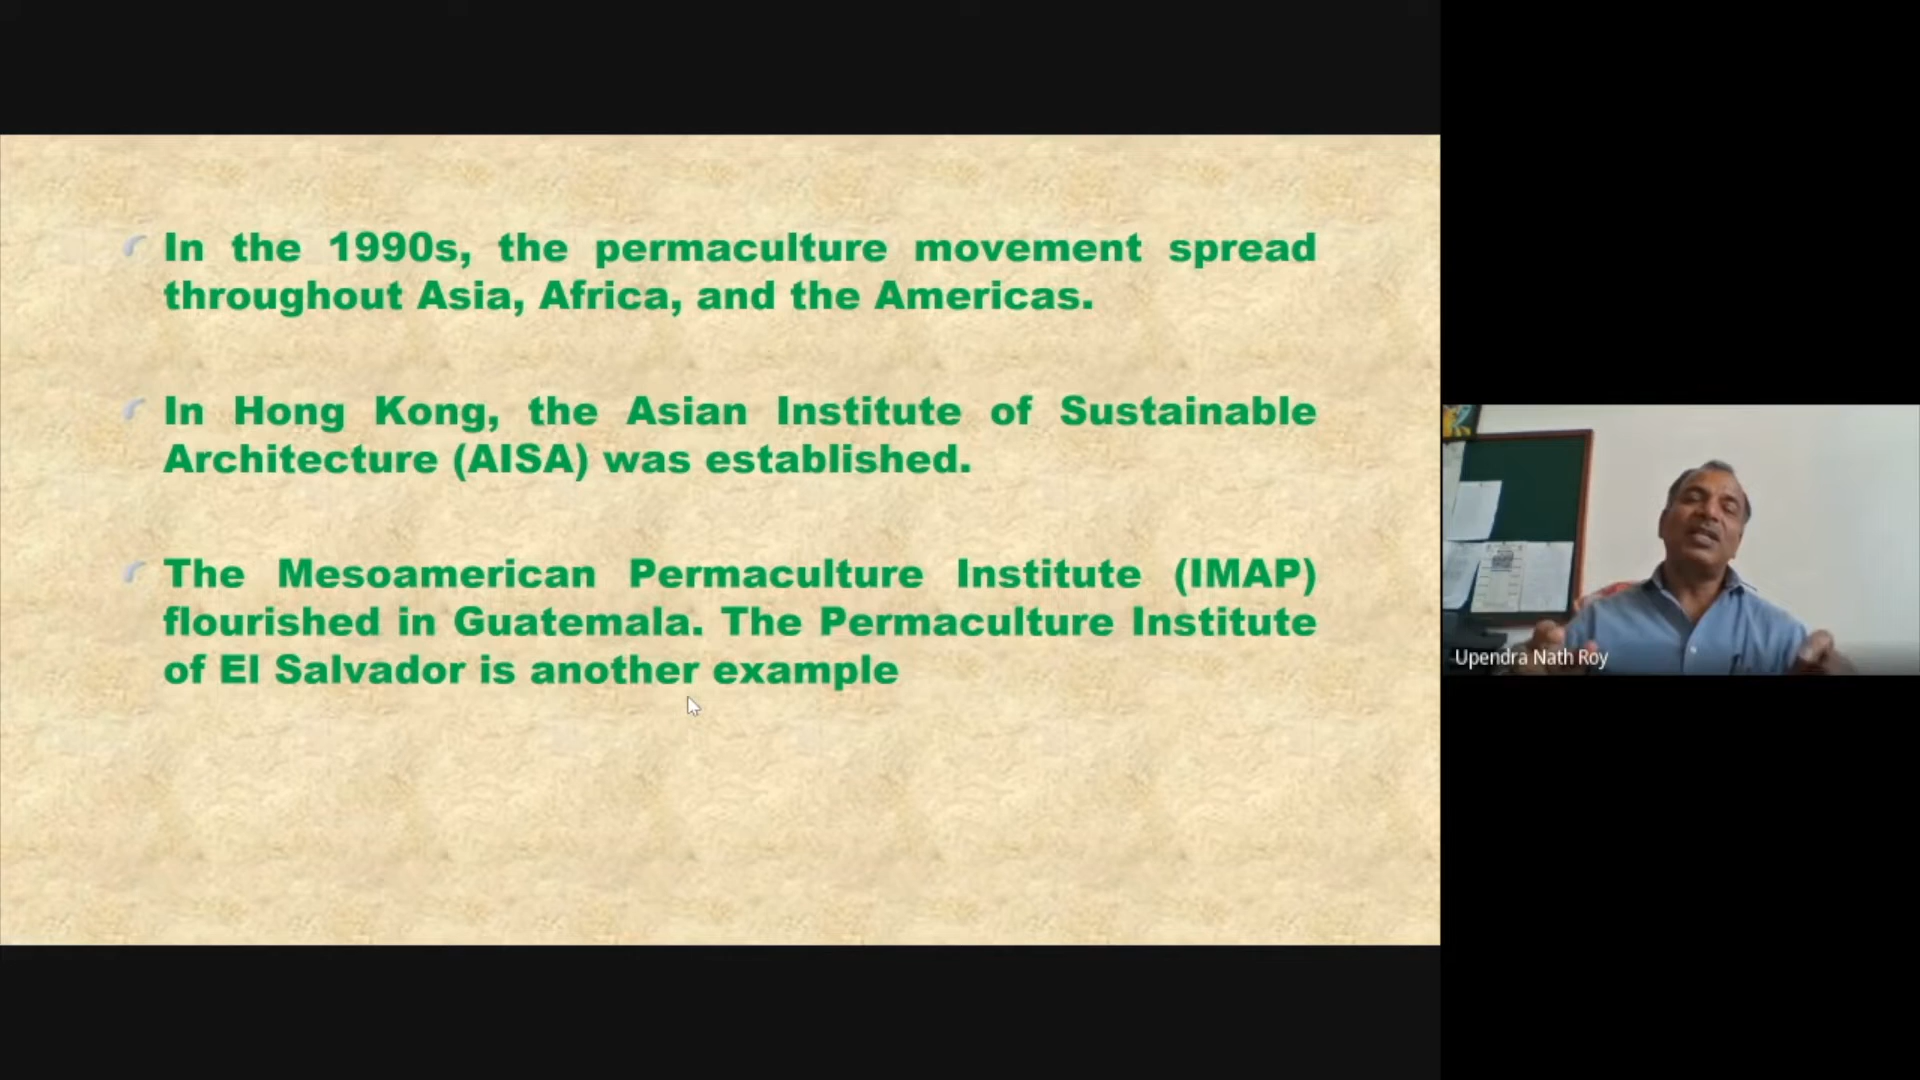 In the 1990s, the permaculture movement spread
throughout Asia, Africa, and the Americas.
In Hong Kong, the Asian Institute of Sustainable
Architecture (AISA) was established.
The Mesoamerican Permaculture Institute (IMAP)
flourished in Guatemala. The Permaculture Institute
of El Salvador is another example
Upendra Nath Roy